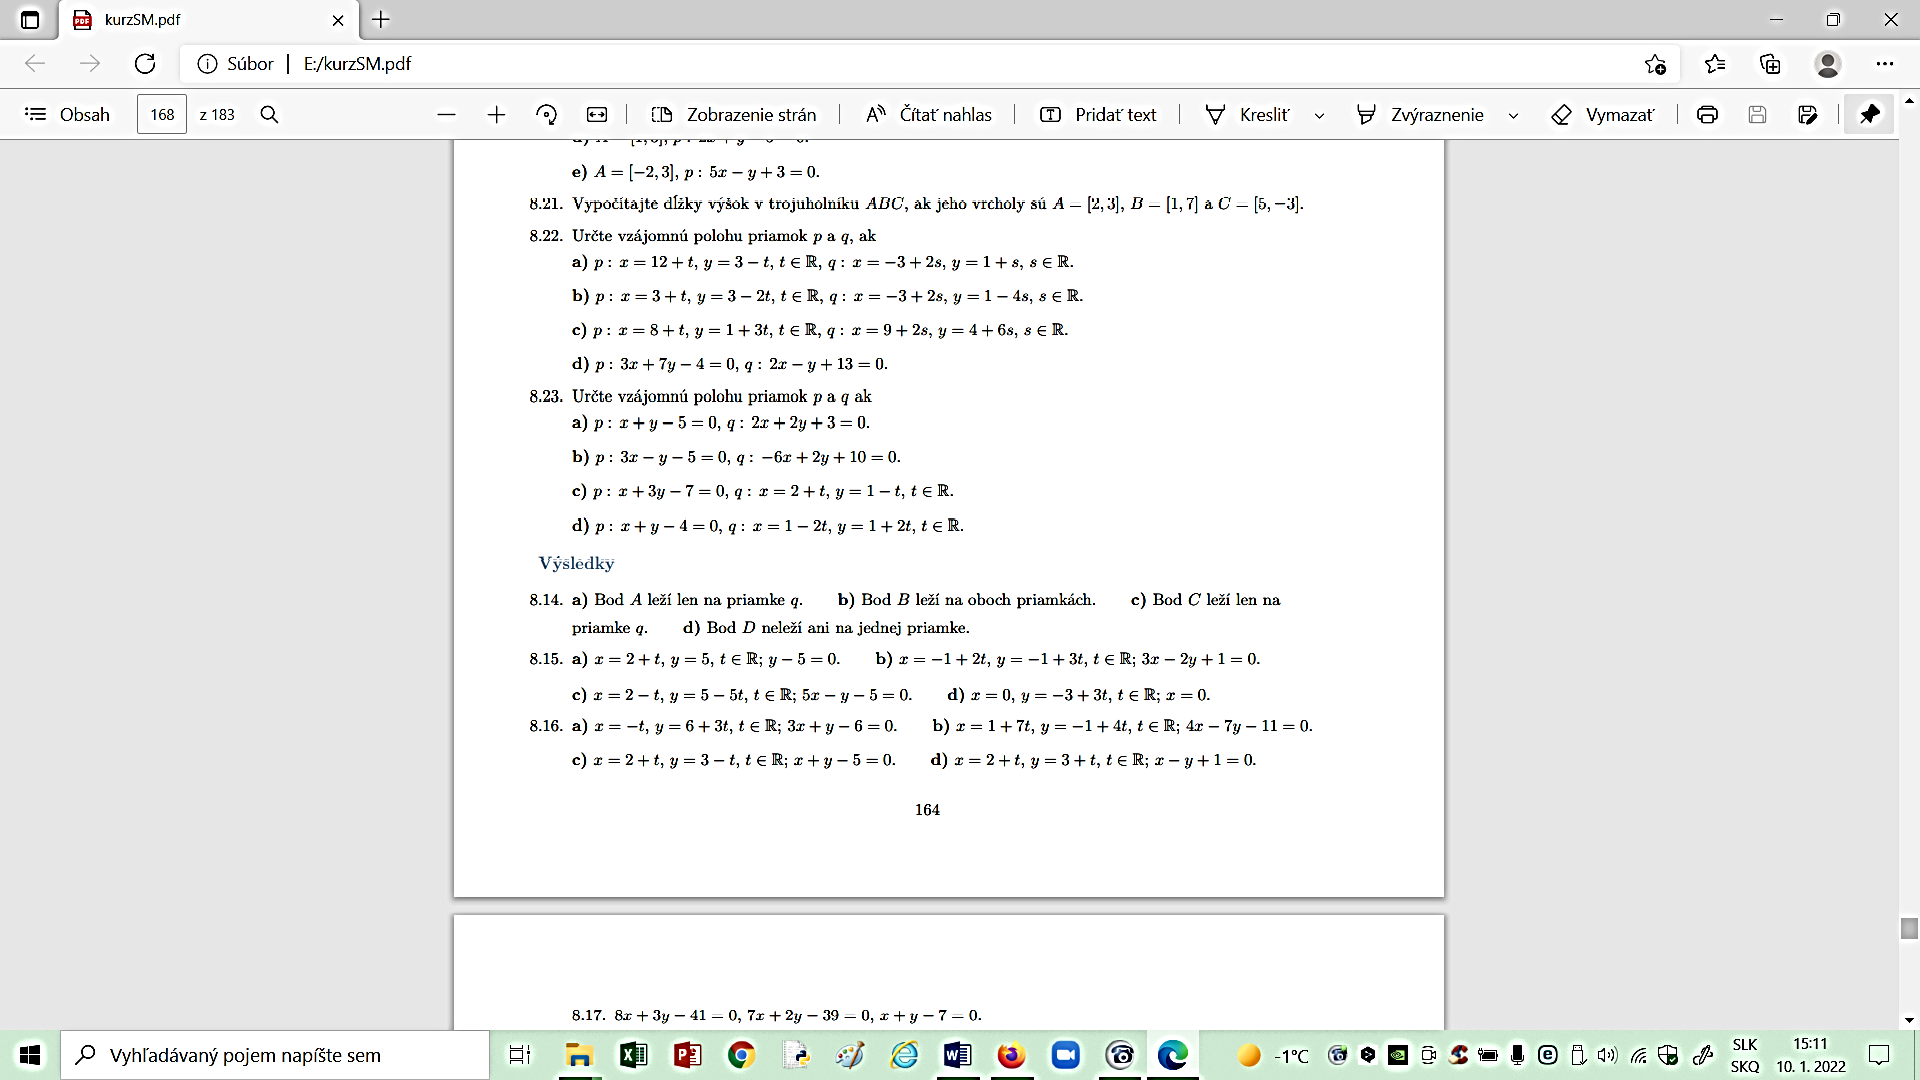 kurzSM.pdf
Súbor | E:/kurzSM.pdf
Obsah 168 z 183 Zobrazenie strán Čítať nahlas Pridať text Kresliť Zvýraznenie Vymazať
e) A = [−2, 3], p : 5x − y + 3 = 0.
8.21. Vypočítajte dĺžky výšok v trojuholníku ABC, ak jeho vrcholy sú A = [2, 3], B = [1, 7] a C = [5, −3].
8.22. Určte vzájomnú polohu priamok p a q, ak
a) p : x = 12 + t, y = 3 − t, t ∈ ℝ, q : x = −3 + 2s, y = 1 + s, s ∈ ℝ.
b) p : x = 3 + t, y = 3 − 2t, t ∈ ℝ, q : x = −3 + 2s, y = 1 − 4s, s ∈ ℝ.
c) p : x = 8 + t, y = 1 + 3t, t ∈ ℝ, q : x = 9 + 2s, y = 4 + 6s, s ∈ ℝ.
d) p : 3x + 7y − 4 = 0, q : 2x − y + 13 = 0.
8.23. Určte vzájomnú polohu priamok p a q ak
a) p : x + y − 5 = 0, q : 2x + 2y + 3 = 0.
b) p : 3x − y − 5 = 0, q : −6x + 2y + 10 = 0.
c) p : x + 3y − 7 = 0, q : x = 2 + t, y = 1 − t, t ∈ ℝ.
d) p : x + y − 4 = 0, q : x = 1 − 2t, y = 1 + 2t, t ∈ ℝ.
Výsledky
8.14. a) Bod A leží len na priamke q. b) Bod B leží na oboch priamkách. c) Bod C leží len na
priamke q. d) Bod D neleží ani na jednej priamke.
8.15. a) x = 2 + t, y = 5, t ∈ ℝ; y − 5 = 0. b) x = −1 + 2t, y = −1 + 3t, t ∈ ℝ; 3x − 2y + 1 = 0.
c) x = 2 − t, y = 5 − 5t, t ∈ ℝ; 5x − y − 5 = 0. d) x = 0, y = −3 + 3t, t ∈ ℝ; x = 0.
8.16. a) x = −t, y = 6 + 3t, t ∈ ℝ; 3x + y − 6 = 0. b) x = 1 + 7t, y = −1 + 4t, t ∈ ℝ; 4x − 7y − 11 = 0.
c) x = 2 + t, y = 3 − t, t ∈ ℝ; x + y − 5 = 0. d) x = 2 + t, y = 3 + t, t ∈ ℝ; x − y + 1 = 0.
164
8.17. 8x + 3y − 41 = 0, 7x + 2y − 39 = 0, x + y − 7 = 0.
Vyhľadávaný pojem napíšte sem
-1°C
SLK
SKQ
15:11
10. 1. 2022